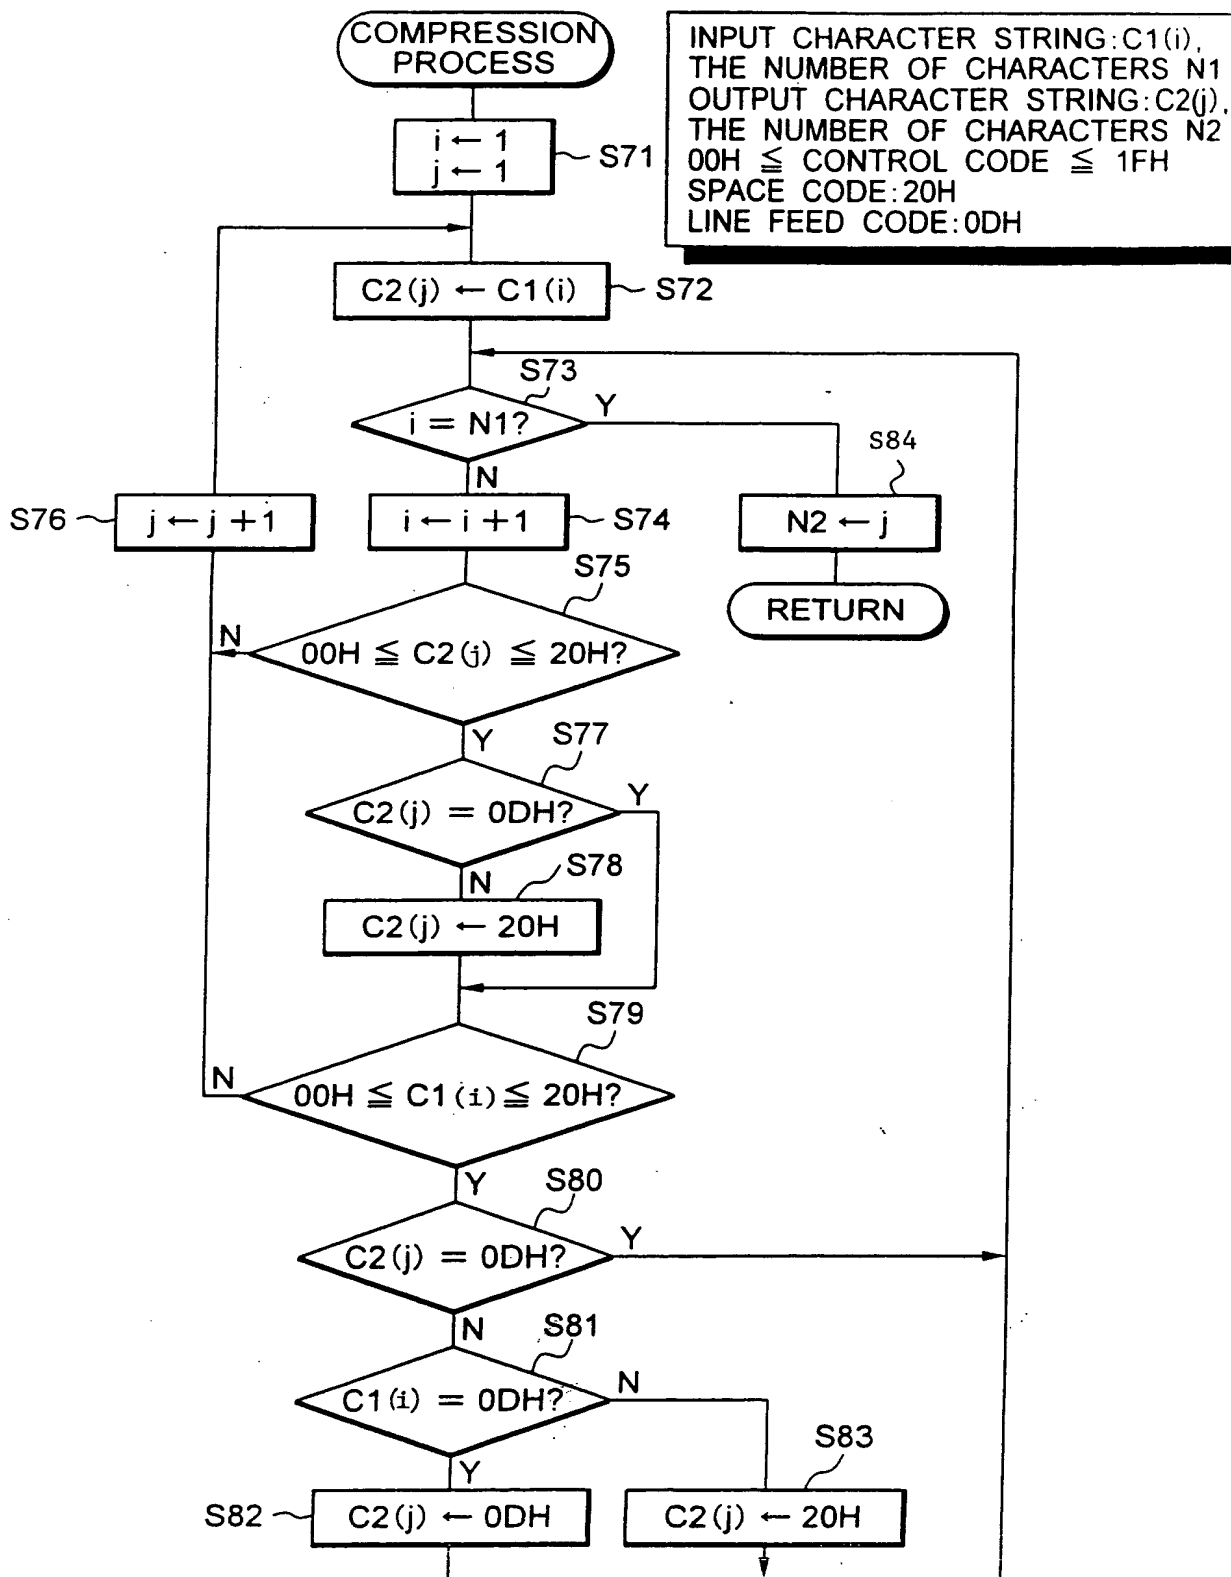 COMPRESSION
PROCESS
INPUT CHARACTER STRING:C1(i),
THE NUMBER OF CHARACTERS N1
OUTPUT CHARACTER STRING:C2(j),
THE NUMBER OF CHARACTERS N2
00H ≦ CONTROL CODE ≦ 1FH
SPACE CODE:20H
LINE FEED CODE:0DH
i ← 1
j ← 1
S71
C2(j) ← C1(i)
S72
S73
i = N1?
Y
N
S84
S76
j ← j + 1
i ← i + 1
S74
N2 ← j
S75
RETURN
N
00H ≦ C2(j) ≦ 20H?
Y
S77
C2(j) = 0DH?
Y
N
S78
C2(j) ← 20H
S79
N
00H ≦ C1(i) ≦ 20H?
Y
S80
C2(j) = 0DH?
Y
N
S81
C1(i) = 0DH?
N
Y
S83
S82
C2(j) ← 0DH
C2(j) ← 20H